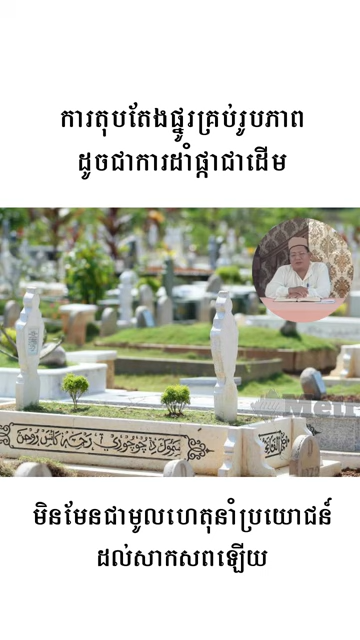 ការតុបតែងផ្នូរគ្រប់រូបភាព
ដូចជាការដាំផ្កាជាដើម
មិនមែនជាមូលហេតុនាំប្រយោជន៍
ដល់សាកសពឡើយ